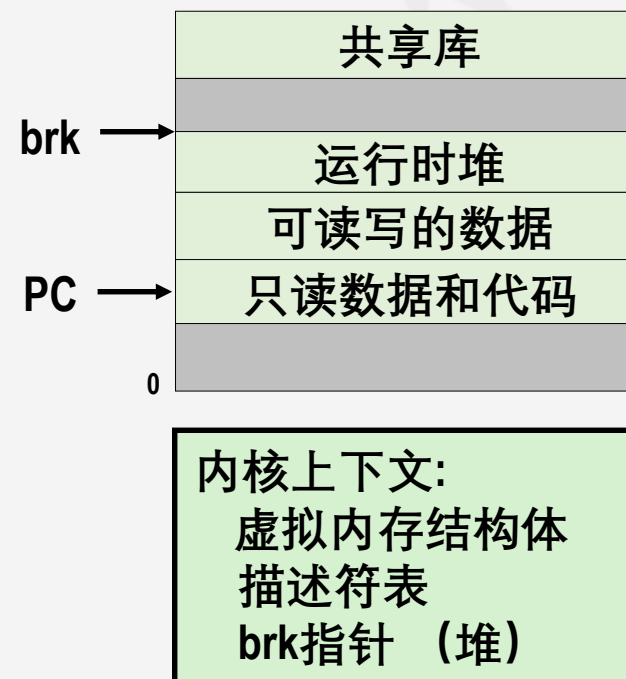 共享库
brk
运行时堆
可读写的数据
PC
只读数据和代码
0
内核上下文:
虚拟内存结构体
描述符表
brk指针 （堆）